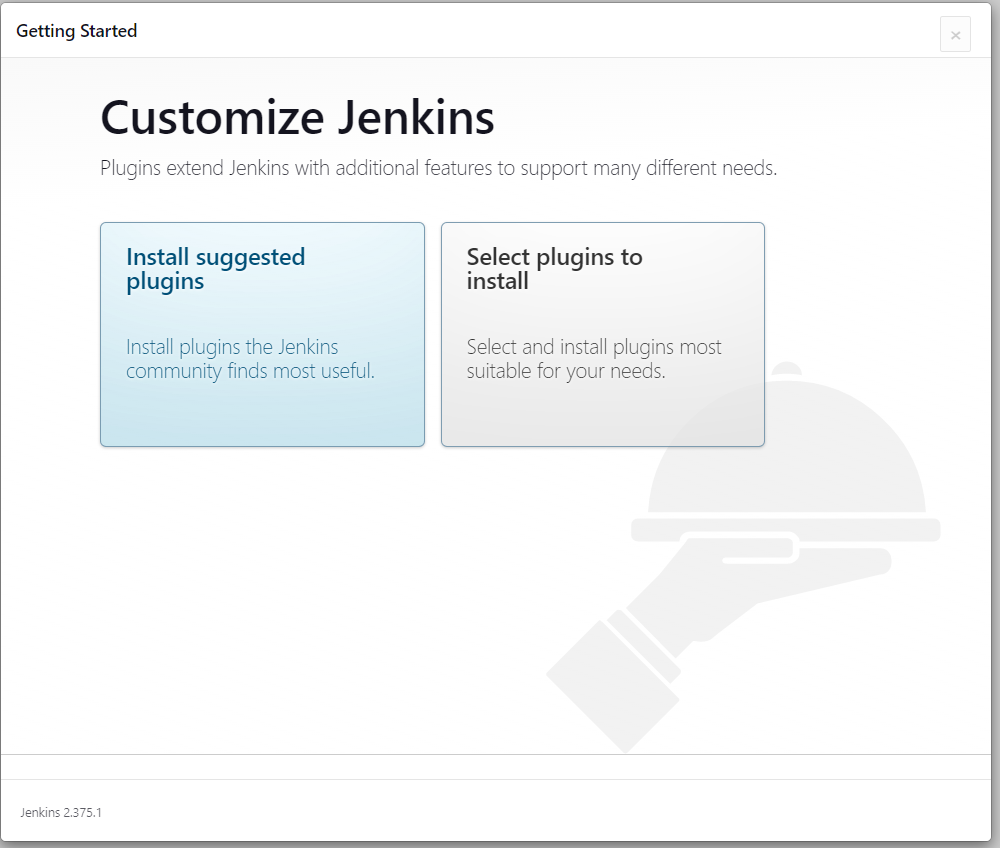 Getting Started
×
Customize Jenkins
Plugins extend Jenkins with additional features to support many different needs.
Install suggested
plugins
Install plugins the Jenkins
community finds most useful.
Select plugins to
install
Select and install plugins most
suitable for your needs.
Jenkins 2.375.1